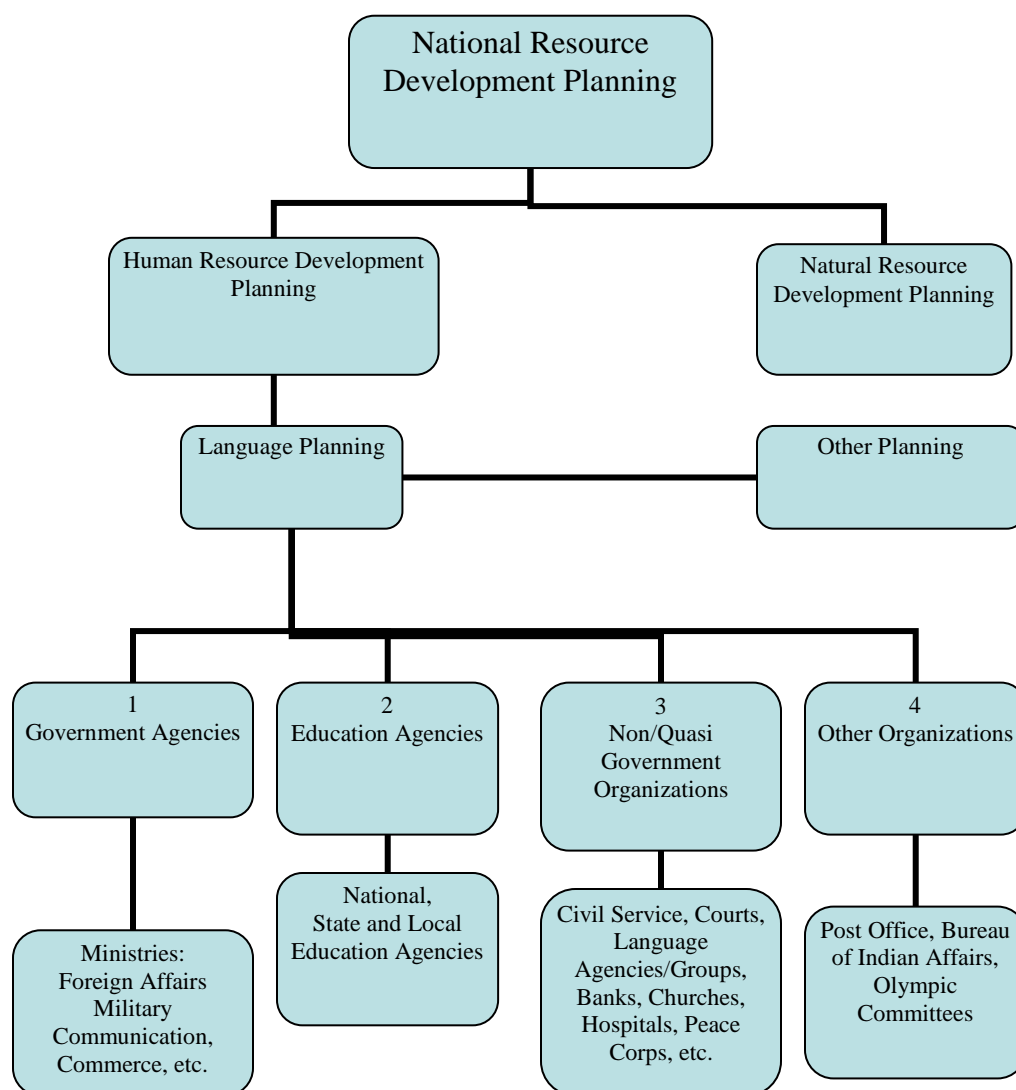 National Resource
Development Planning
Human Resource Development
Planning
Natural Resource
Development Planning
Language Planning
Other Planning
1
Government Agencies
2
Education Agencies
3
Non/Quasi
Government
Organizations
4
Other Organizations
Ministries:
Foreign Affairs
Military
Communication,
Commerce, etc.
National,
State and Local
Education Agencies
Civil Service, Courts,
Language
Agencies/Groups,
Banks, Churches,
Hospitals, Peace
Corps, etc.
Post Office, Bureau
of Indian Affairs,
Olympic
Committees